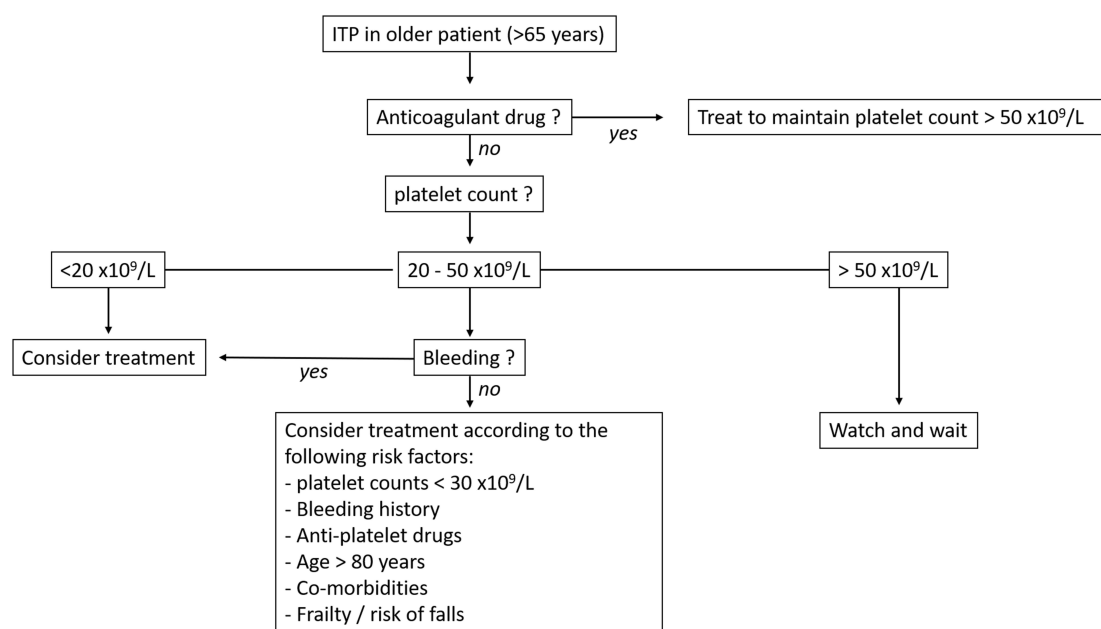 ITP in older patient (>65 years)
Anticoagulant drug ?
yes
Treat to maintain platelet count > 50 x10⁹/L
no
platelet count ?
<20 x10⁹/L
20 - 50 x10⁹/L
> 50 x10⁹/L
Consider treatment
yes
Bleeding ?
no
Watch and wait
Consider treatment according to the
following risk factors:
- platelet counts < 30 x10⁹/L
- Bleeding history
- Anti-platelet drugs
- Age > 80 years
- Co-morbidities
- Frailty / risk of falls